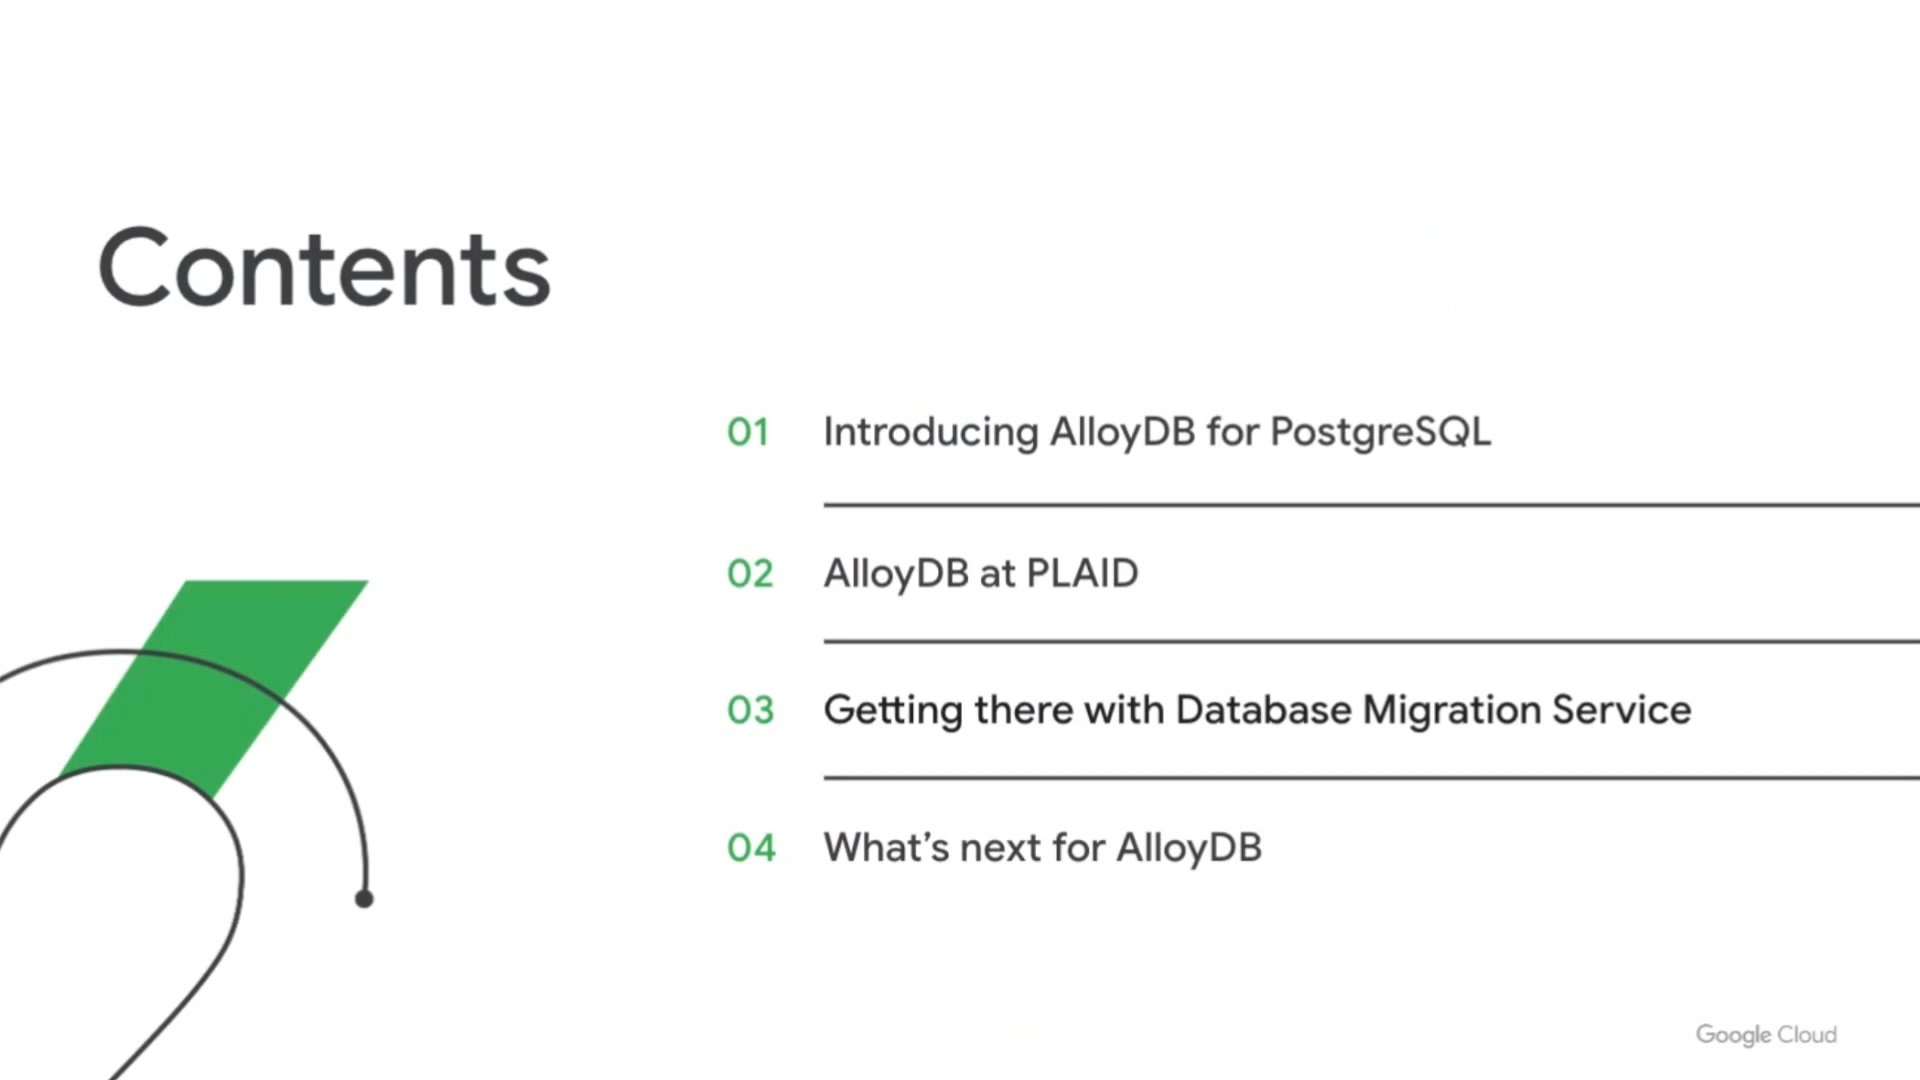 Contents
01 Introducing AlloyDB for PostgreSQL
02 AlloyDB at PLAID
03 Getting there with Database Migration Service
04 What’s next for AlloyDB
Google Cloud